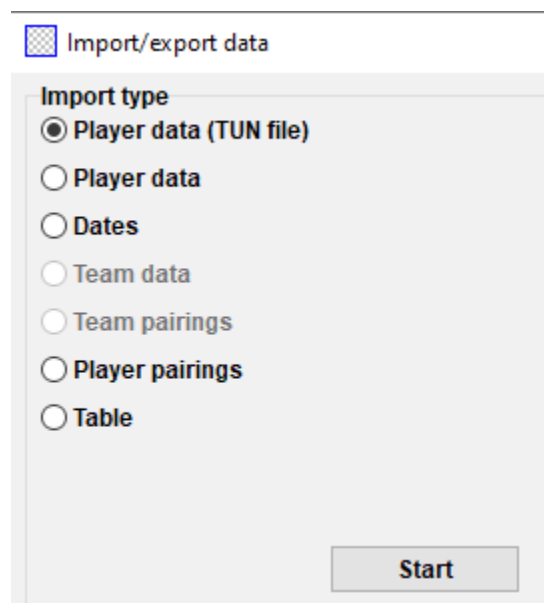 Import/export data
Import type
Player data (TUN file)
Player data
Dates
Team data
Team pairings
Player pairings
Table
Start